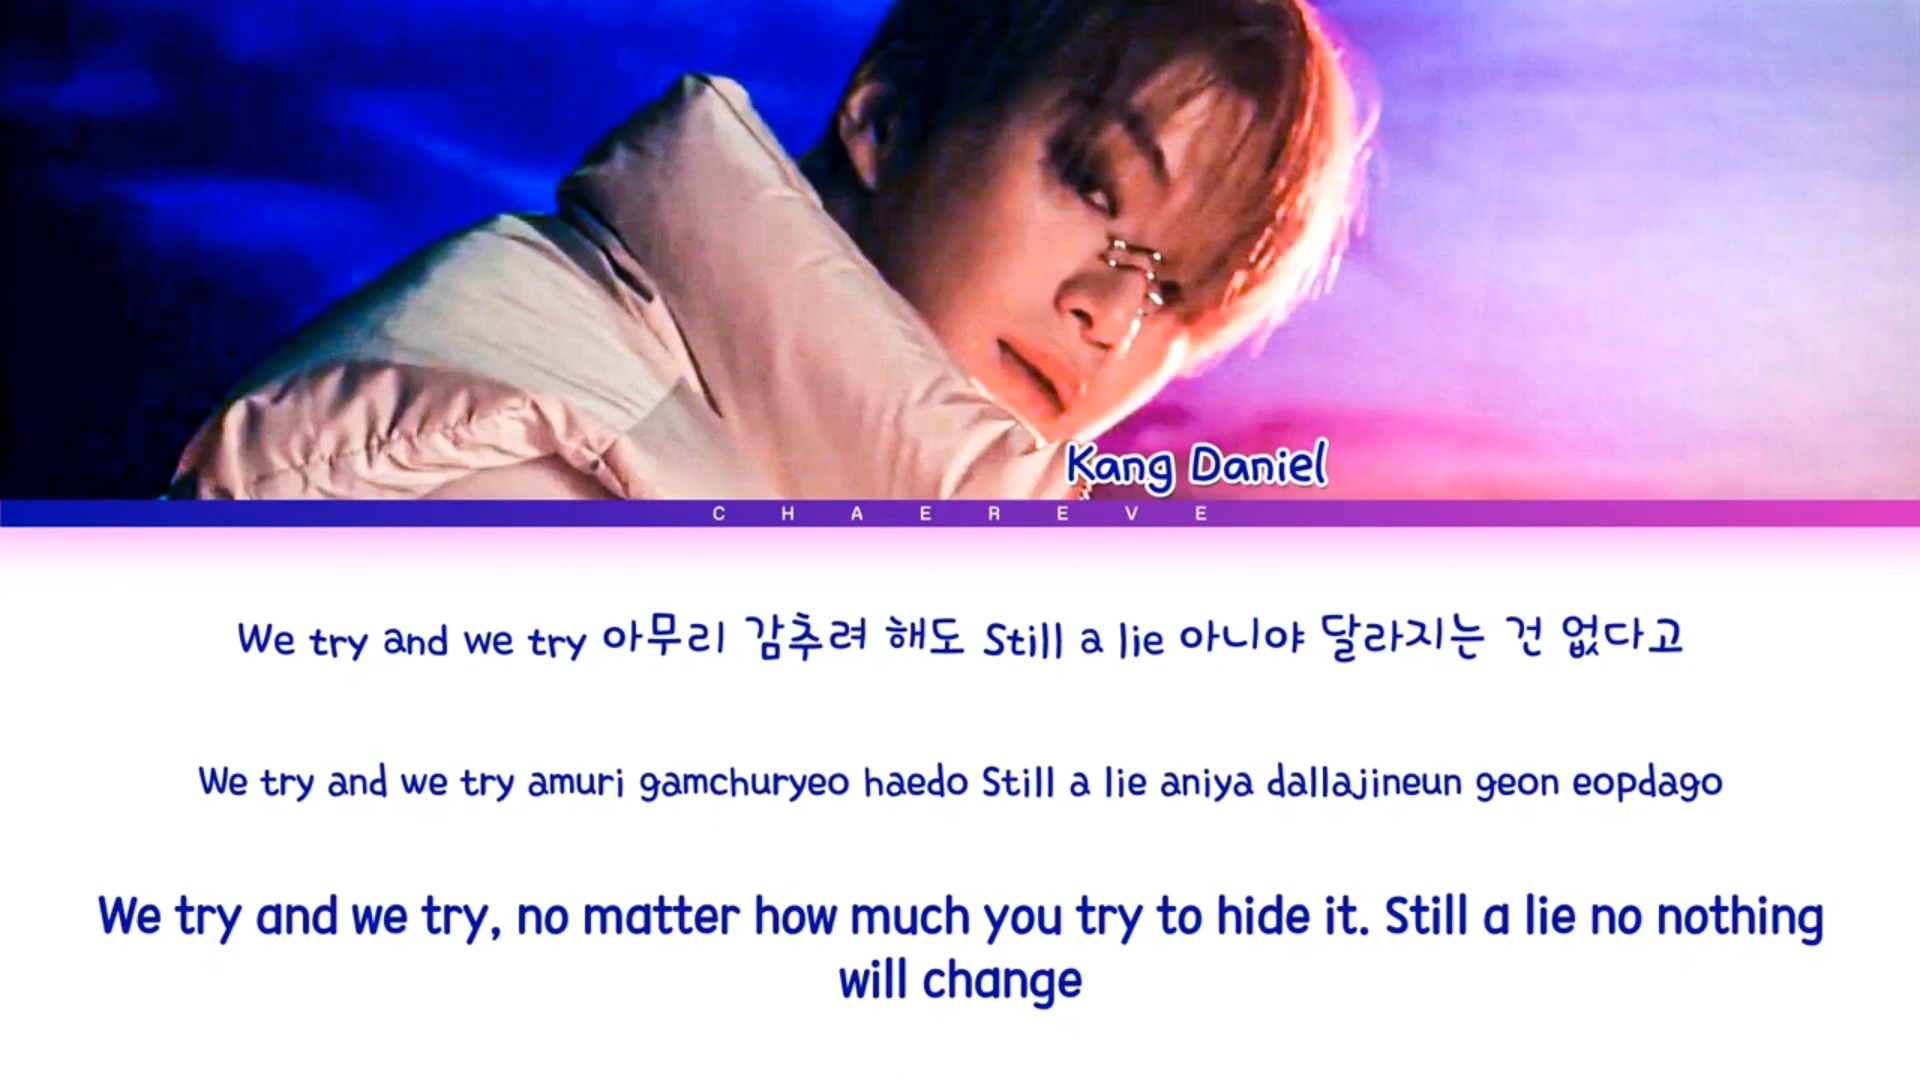 Kang Daniel
CHAEREVE
We try and we try 아무리 감추려 해도 Still a lie 아니야 달라지는 건 없다고
We try and we try amuri gamchuryeo haedo Still a lie aniya dallajineun geon eopdago
We try and we try, no matter how much you try to hide it. Still a lie no nothing
will change